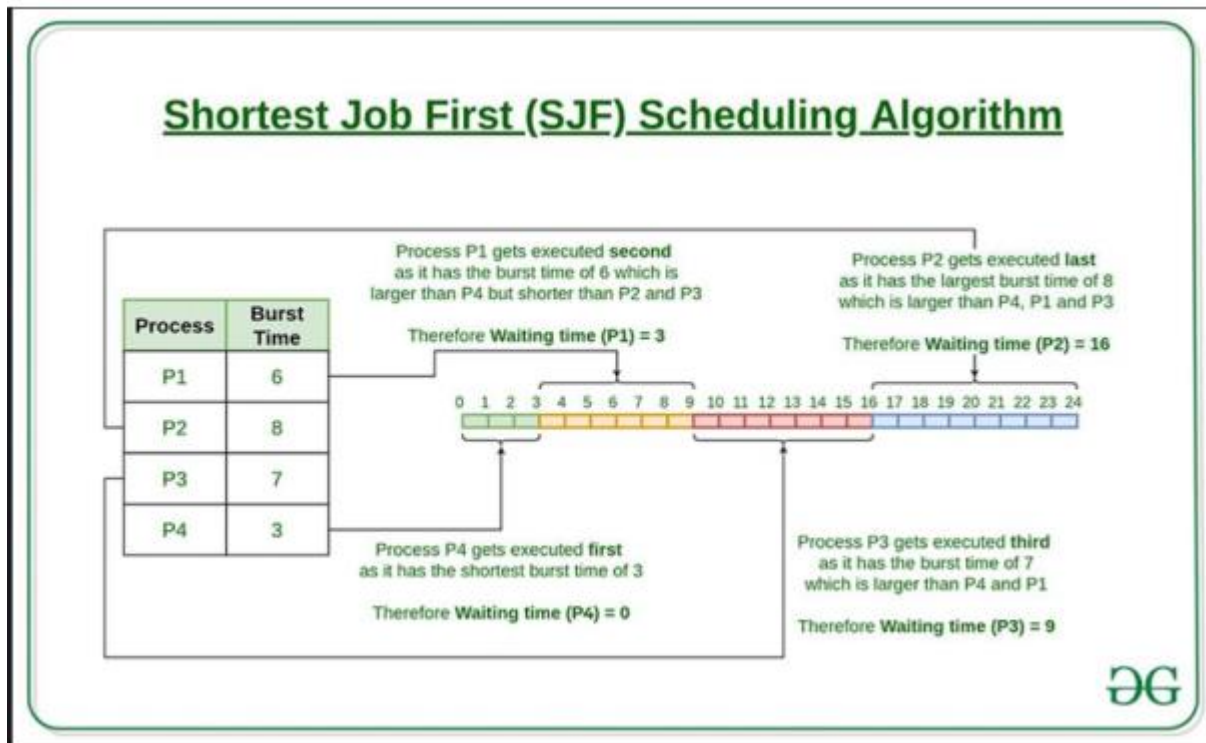 Shortest Job First (SJF) Scheduling Algorithm
Process P1 gets executed second
as it has the burst time of 6 which is
larger than P4 but shorter than P2 and P3
Therefore Waiting time (P1) = 3
Process P2 gets executed last
as it has the largest burst time of 8
which is larger than P4, P1 and P3
Therefore Waiting time (P2) = 16
Process Burst Time
P1 6
P2 8
P3 7
P4 3
0 1 2 3 4 5 6 7 8 9 10 11 12 13 14 15 16 17 18 19 20 21 22 23 24
Process P4 gets executed first
as it has the shortest burst time of 3
Therefore Waiting time (P4) = 0
Process P3 gets executed third
as it has the burst time of 7
which is larger than P4 and P1
Therefore Waiting time (P3) = 9